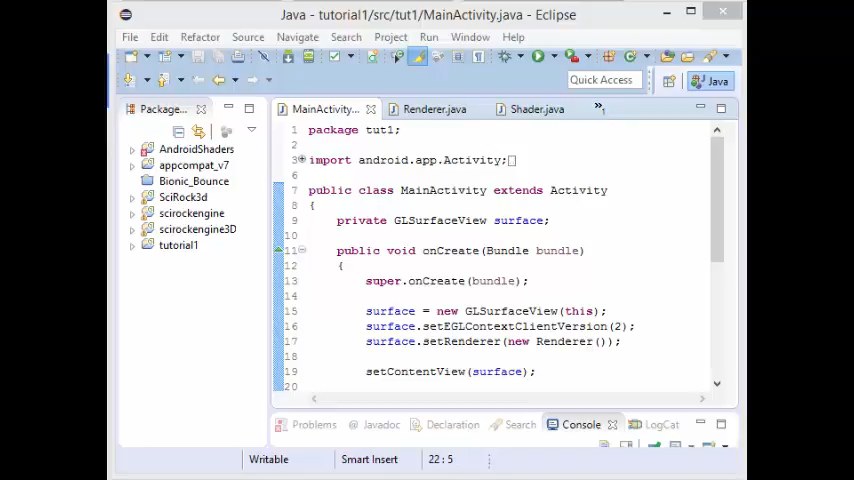 Java - tutorial1/src/tut1/MainActivity.java - Eclipse
File Edit Refactor Source Navigate Search Project Run Window Help
Quick Access
Java
Package...
MainActivity...
Renderer.java
Shader.java
»1
AndroidShaders
appcompat_v7
Bionic_Bounce
SciRock3d
scirockengine
scirockengine3D
tutorial1
1 package tut1;
2
3 import android.app.Activity;
6
7 public class MainActivity extends Activity
8 {
9 private GLSurfaceView surface;
10
11 public void onCreate(Bundle bundle)
12 {
13 super.onCreate(bundle);
14
15 surface = new GLSurfaceView(this);
16 surface.setEGLContextClientVersion(2);
17 surface.setRenderer(new Renderer());
18
19 setContentView(surface);
20
Problems @ Javadoc Declaration Search Console LogCat
Writable Smart Insert 22 : 5